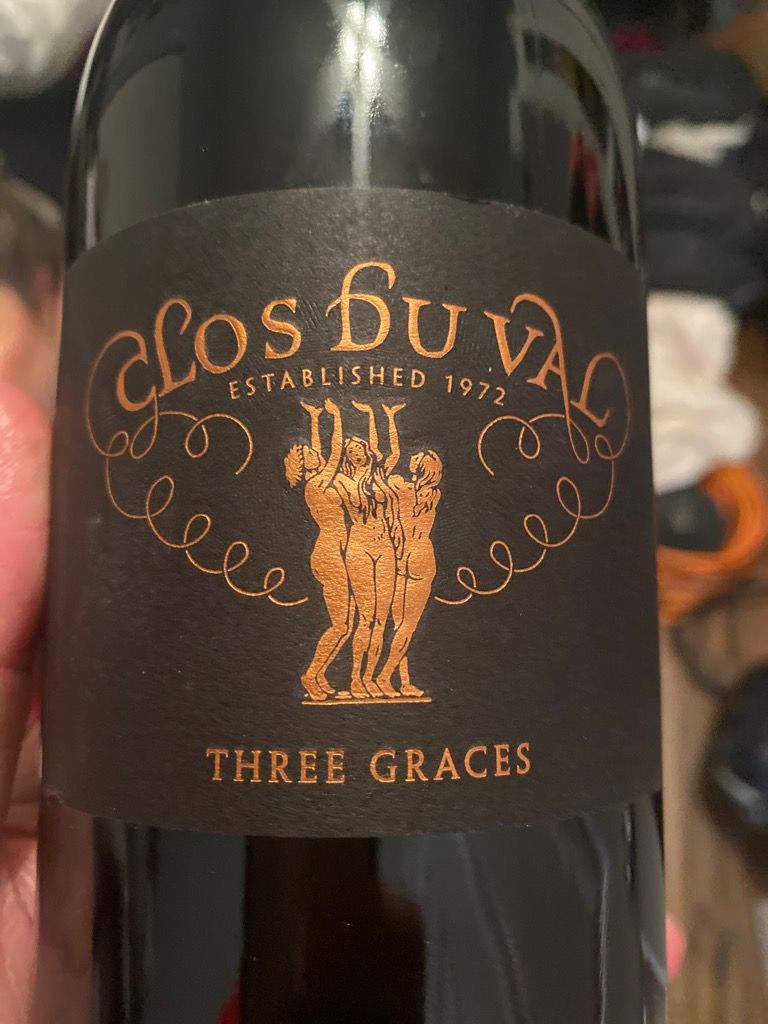 CLOS DU VAL
ESTABLISHED 1972
THREE GRACES